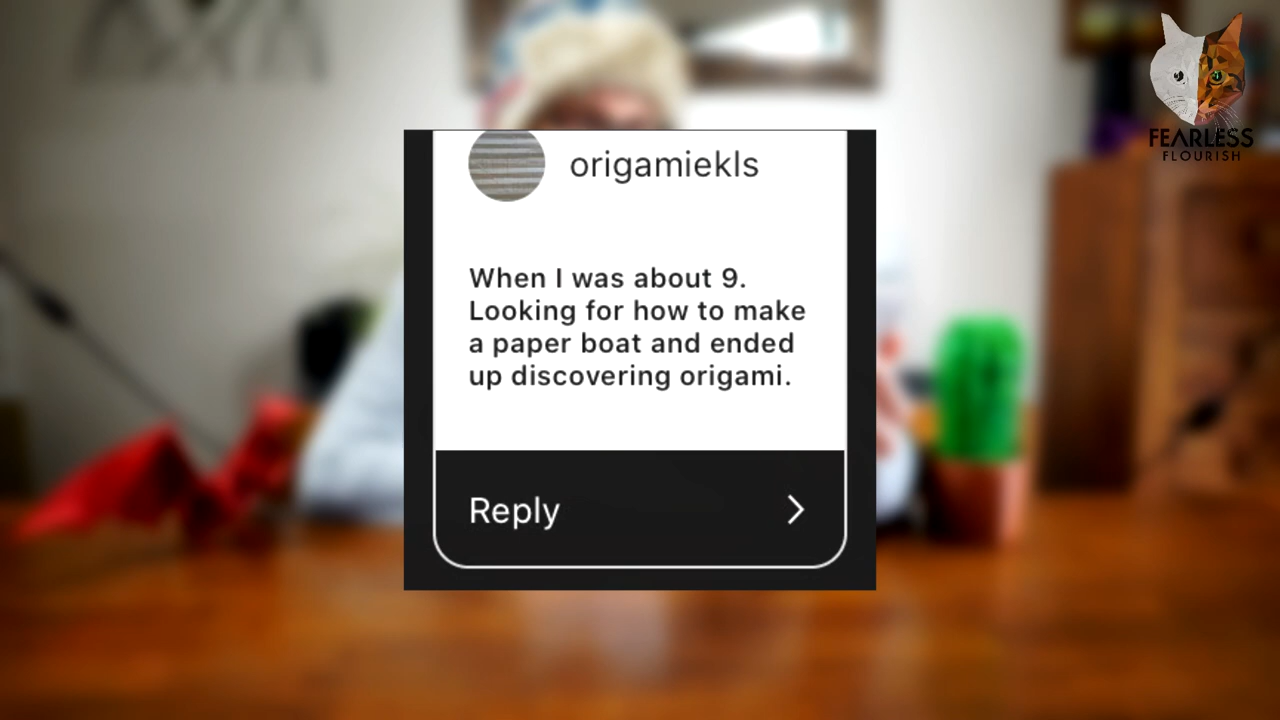 FEARLESS
FLOURISH
origamiekls
When I was about 9.
Looking for how to make
a paper boat and ended
up discovering origami.
Reply